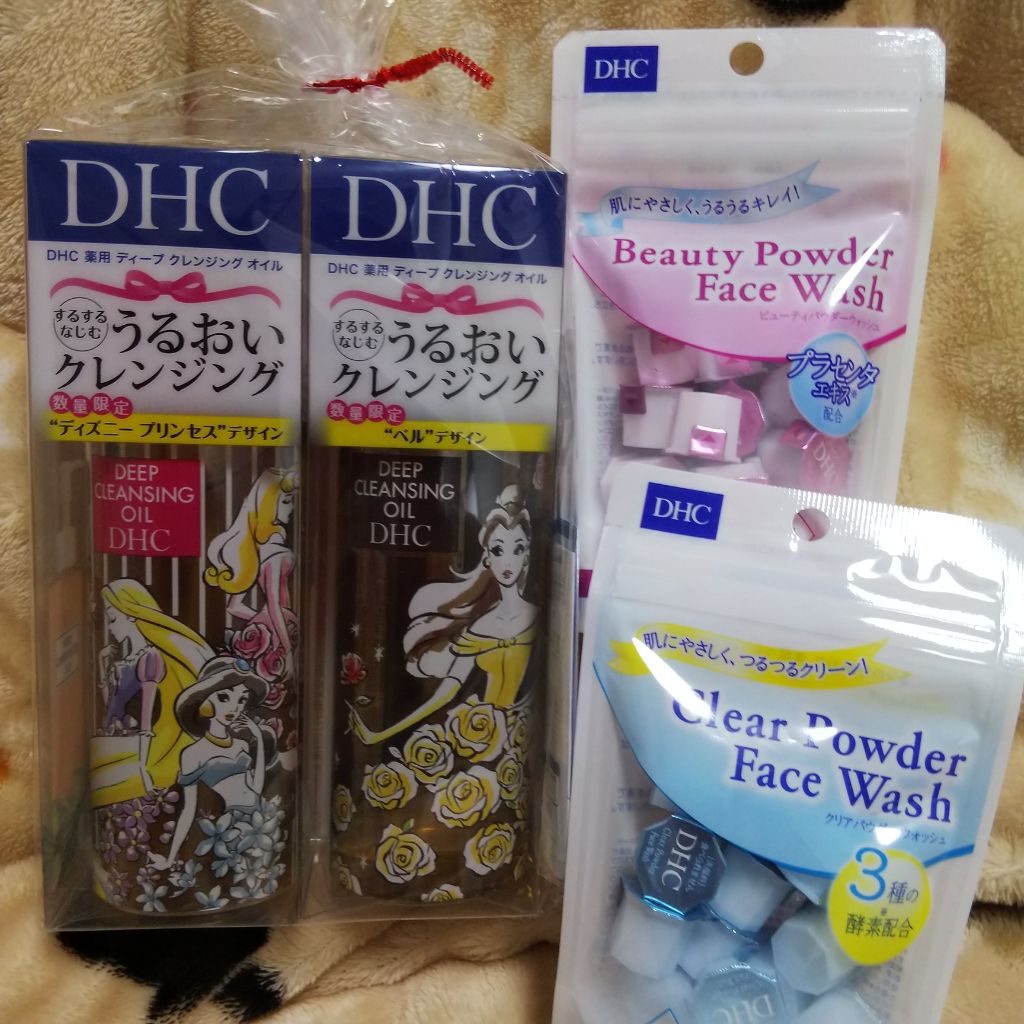 DHC
DHC 薬用 ディープ クレンジング オイル
するする
なじむ
うるおい
クレンジング
数量限定
“ディズニー プリンセス”デザイン
DEEP
CLEANSING
OIL
DHC
DHC
DHC 薬用 ディープ クレンジング オイル
するする
なじむ
うるおい
クレンジング
数量限定
“ベル”デザイン
DEEP
CLEANSING
OIL
DHC
DHC
肌にやさしく、うるうるキレイ!
Beauty Powder
Face Wash
ビューティパウダーウォッシュ
プラセンタ
エキス
配合
DHC
DHC
肌にやさしく、つるつるクリーン!
Clear Powder
Face Wash
クリアパウダーウォッシュ
3種の
酵素配合
DHC
Clear Powder
Face Wash
DHC